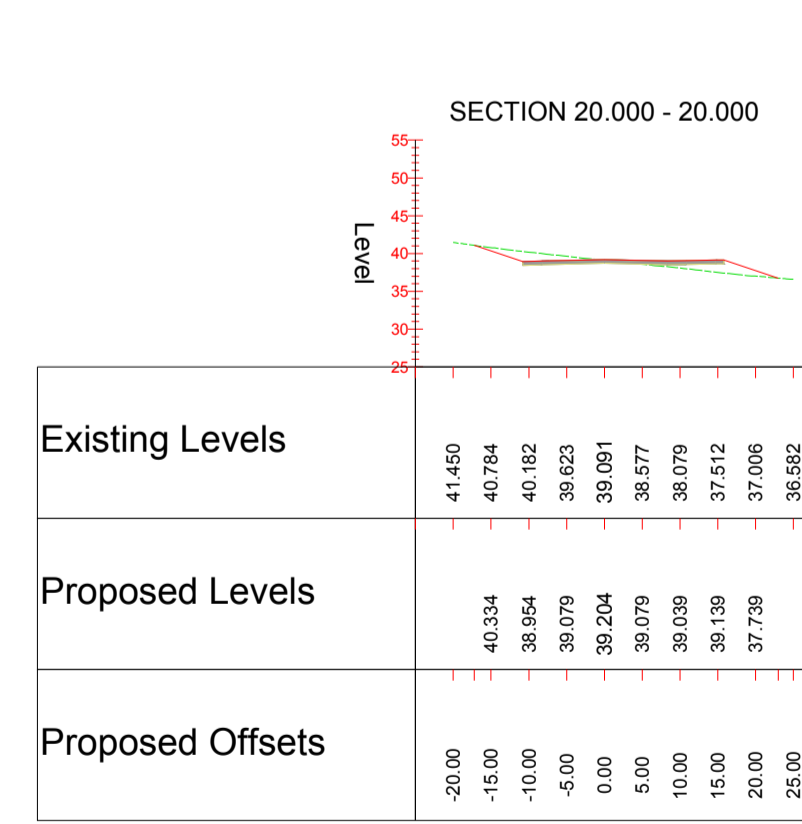 SECTION 20.000 - 20.000
Level
55
50
45
40
35
30
25
Existing Levels
41.450 40.784 40.182 39.623 39.091 38.577 38.079 37.512 37.006 36.582
Proposed Levels
40.334 38.954 39.079 39.204 39.079 39.039 39.139 37.739
Proposed Offsets
-20.00 -15.00 -10.00 -5.00 0.00 5.00 10.00 15.00 20.00 25.00